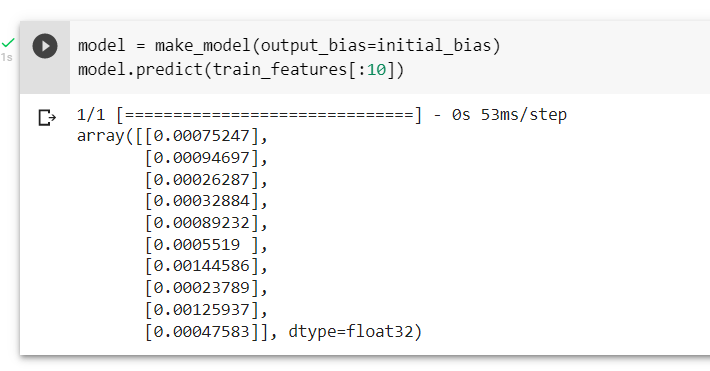 model = make_model(output_bias=initial_bias)
model.predict(train_features[:10])
1s
1/1 [==============================] - 0s 53ms/step
array([[0.00075247],
       [0.00094697],
       [0.00026287],
       [0.00032884],
       [0.00089232],
       [0.0005519 ],
       [0.00144586],
       [0.00023789],
       [0.00125937],
       [0.00047583]], dtype=float32)